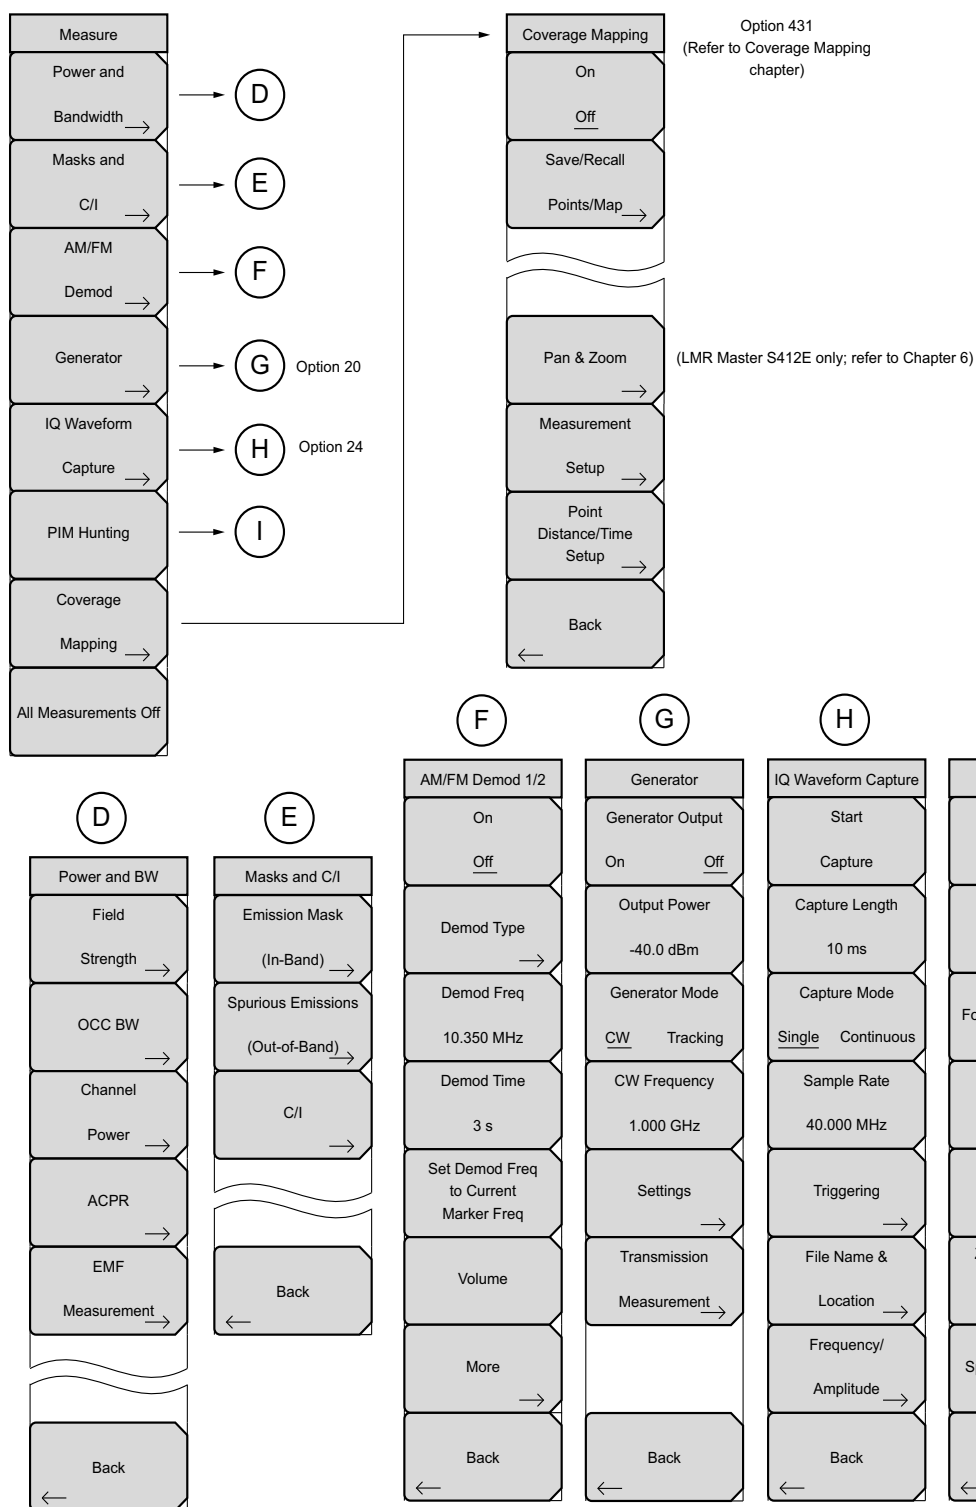 Measure
Power and
Bandwidth
D
Masks and
C/I
E
AM/FM
Demod
F
Generator
G
Option 20
IQ Waveform
Capture
H
Option 24
PIM Hunting
I
Coverage
Mapping
All Measurements Off
Coverage Mapping
On
Off
Save/Recall
Points/Map
Pan & Zoom
Measurement
Setup
Point
Distance/Time
Setup
Back
Option 431
(Refer to Coverage Mapping
chapter)
(LMR Master S412E only; refer to Chapter 6)
D
Power and BW
Field
Strength
OCC BW
Channel
Power
ACPR
EMF
Measurement
Back
E
Masks and C/I
Emission Mask
(In-Band)
Spurious Emissions
(Out-of-Band)
C/I
Back
F
AM/FM Demod 1/2
On
Off
Demod Type
Demod Freq
10.350 MHz
Demod Time
3 s
Set Demod Freq
to Current
Marker Freq
Volume
More
Back
G
Generator
Generator Output
On Off
Output Power
-40.0 dBm
Generator Mode
CW Tracking
CW Frequency
1.000 GHz
Settings
Transmission
Measurement
Back
H
IQ Waveform Capture
Start
Capture
Capture Length
10 ms
Capture Mode
Single Continuous
Sample Rate
40.000 MHz
Triggering
File Name &
Location
Frequency/
Amplitude
Back